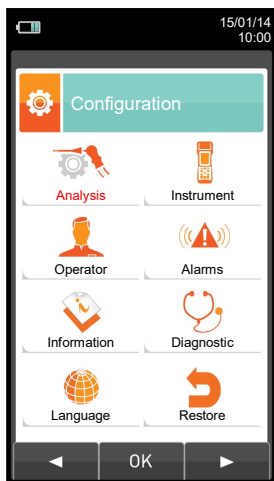 15/01/14
10:00
Configuration
Analysis
Instrument
Operator
Alarms
Information
Diagnostic
Language
Restore
OK